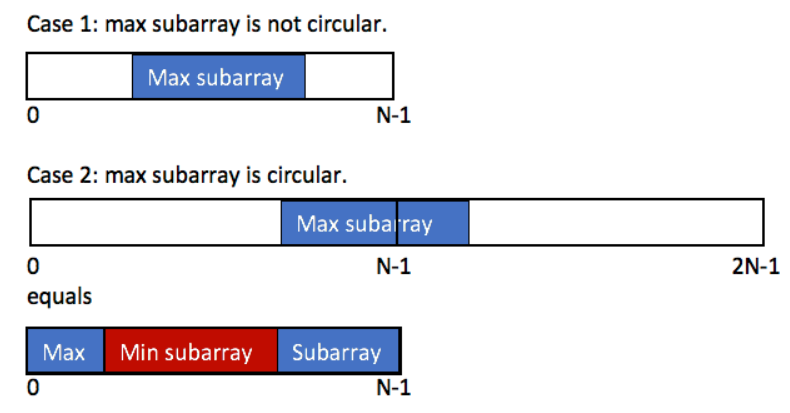 Case 1: max subarray is not circular.
Max subarray
0 N-1
Case 2: max subarray is circular.
Max subarray
0 N-1 2N-1
equals
Max Min subarray Subarray
0 N-1